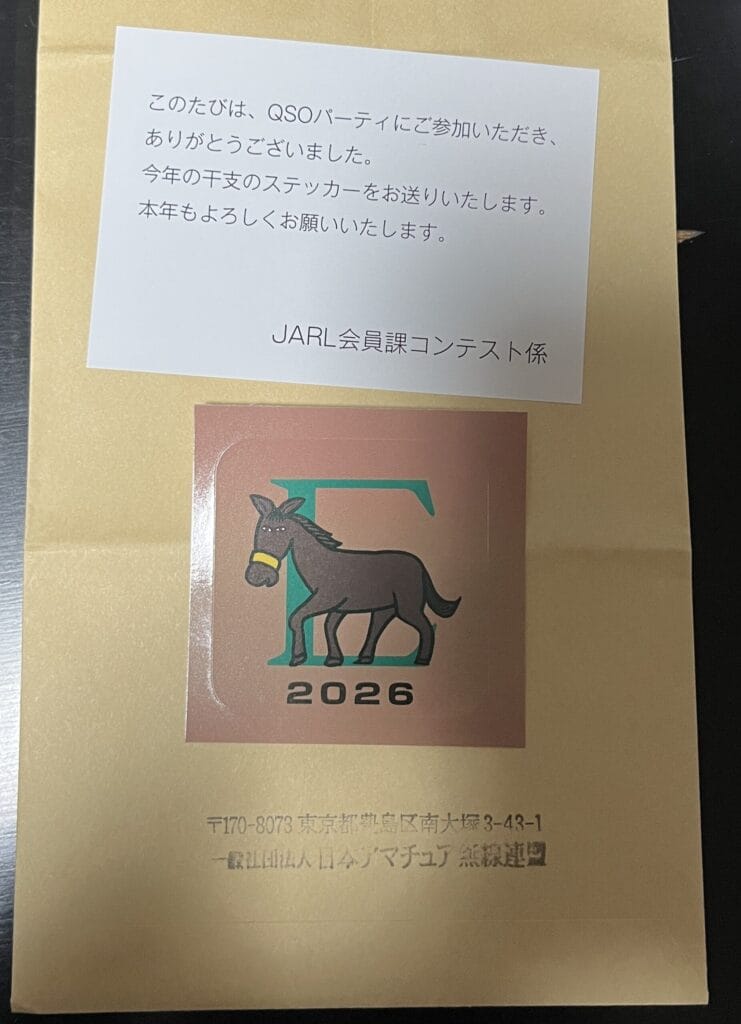 このたびは、QSOパーティにご参加いただき、
ありがとうございました。
今年の干支のステッカーをお送りいたします。
本年もよろしくお願いいたします。
JARL会員課コンテスト係
E
2026
〒170-8073 東京都豊島区南大塚3-43-1
一般社団法人日本アマチュア無線連盟